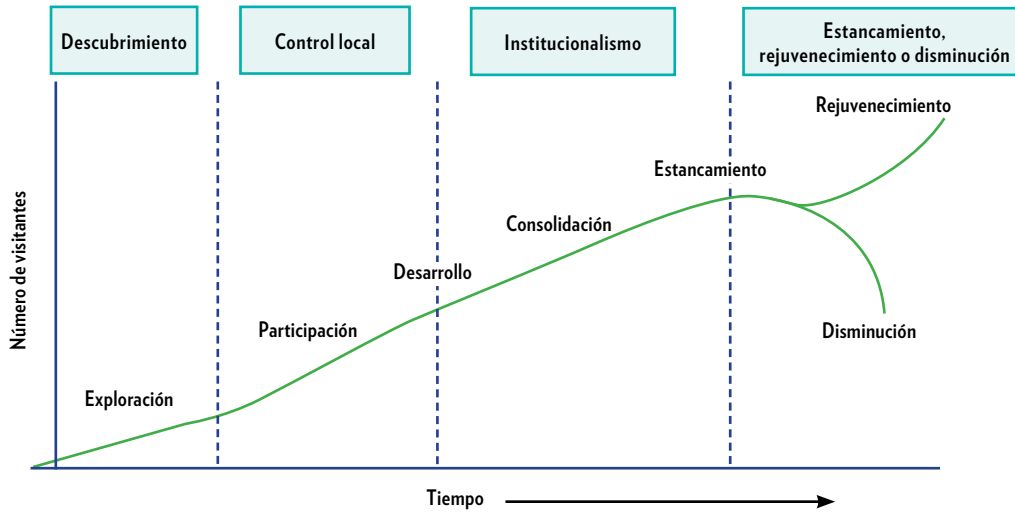 Descubrimiento
Control local
Institucionalismo
Estancamiento,
rejuvenecimiento o disminución
Rejuvenecimiento
Estancamiento
Consolidación
Desarrollo
Participación
Disminución
Exploración
Número de visitantes
Tiempo